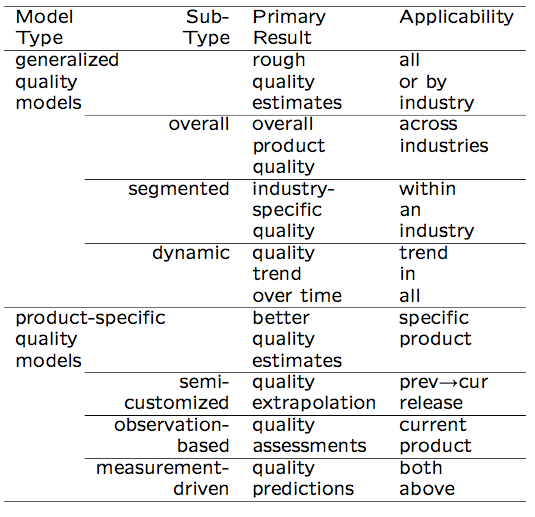 Model Sub- Primary Applicability
Type Type Result
generalized rough all
quality quality or by
models estimates industry
overall overall across
product industries
quality
segmented industry- within
specific an
quality industry
dynamic quality trend
trend in
over time all
product-specific better specific
quality quality product
models estimates
semi- quality prev→cur
customized extrapolation release
observation- quality current
based assessments product
measurement- quality both
driven predictions above